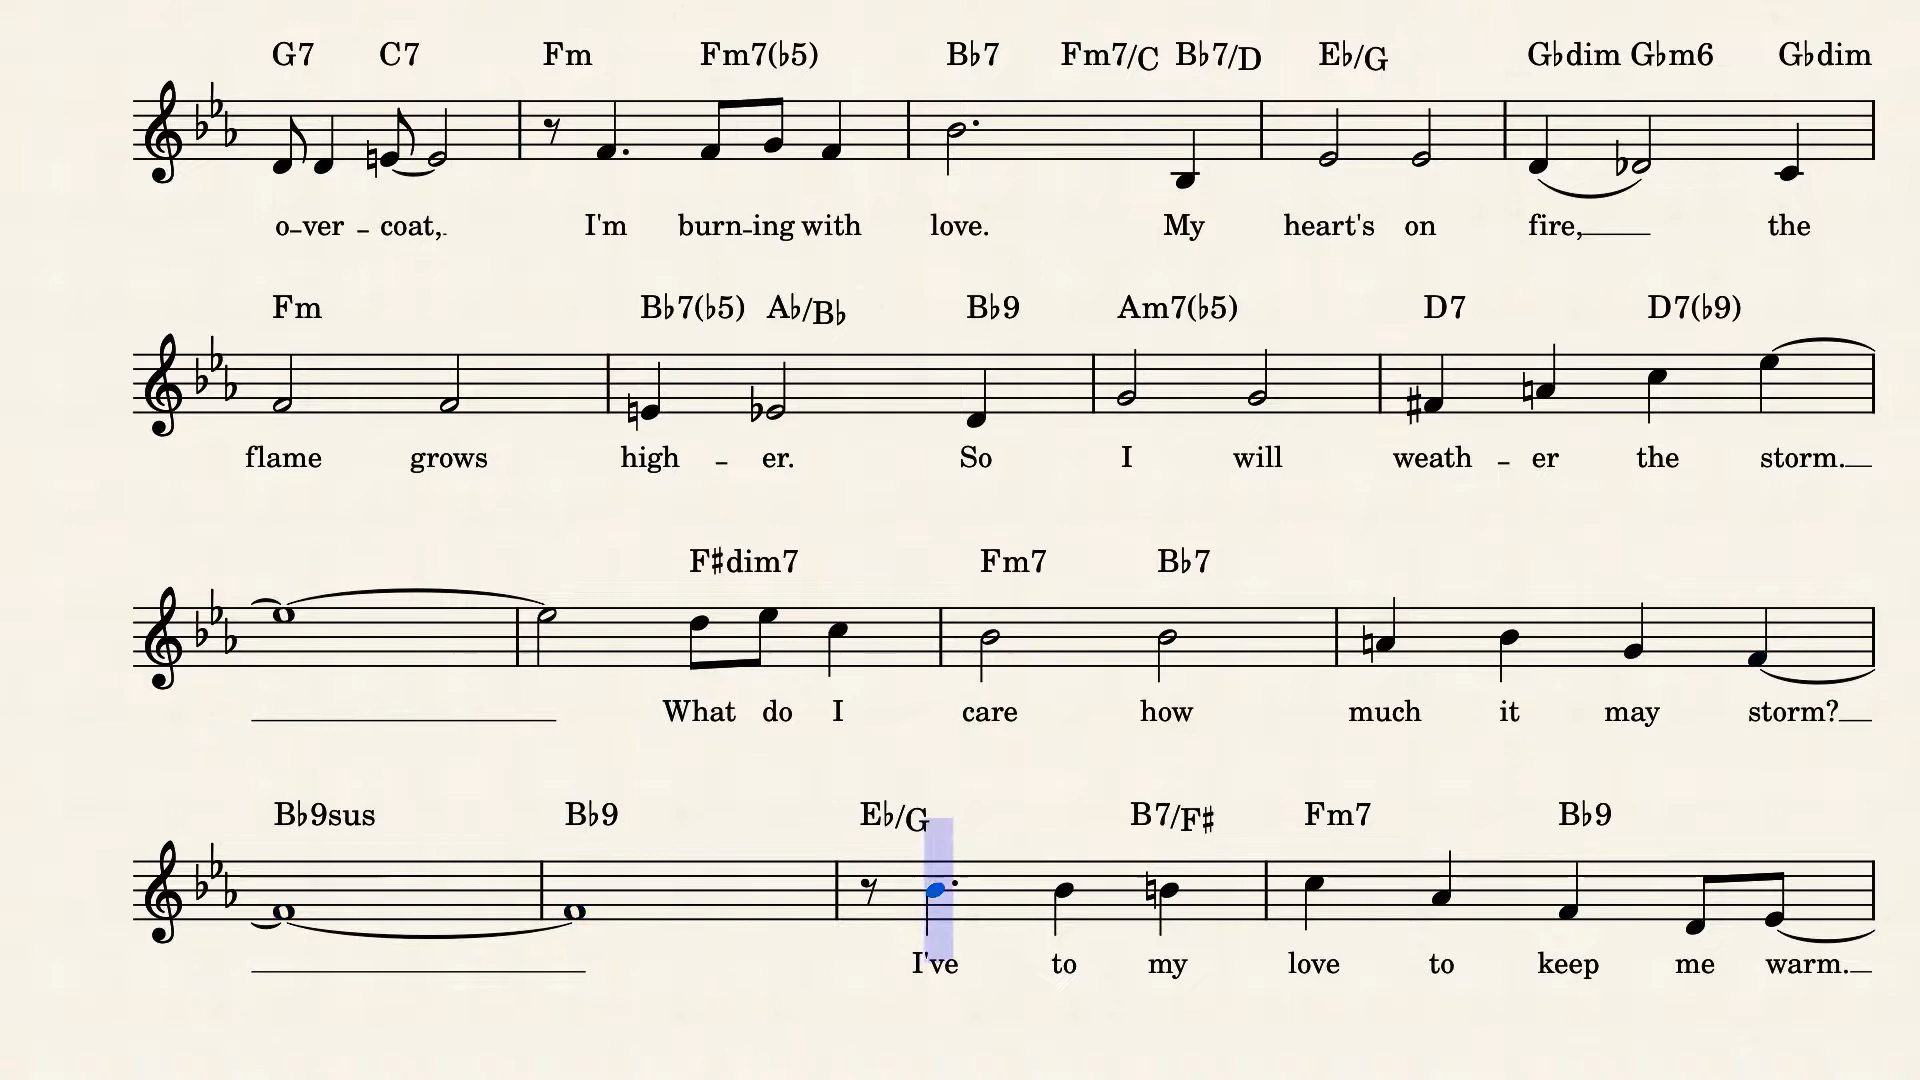 G7 C7 Fm Fm7(♭5) B♭7 Fm7/C B♭7/D E♭/G G♭dim G♭m6 G♭dim
o-ver - coat, I'm burn-ing with love. My heart's on fire, the
Fm B♭7(♭5) A♭/B♭ B♭9 Am7(♭5) D7 D7(♭9)
flame grows high - er. So I will weath - er the storm.
F♯dim7 Fm7 B♭7
What do I care how much it may storm?
B♭9sus B♭9 E♭/G B7/F♯ Fm7 B♭9
I've to my love to keep me warm.